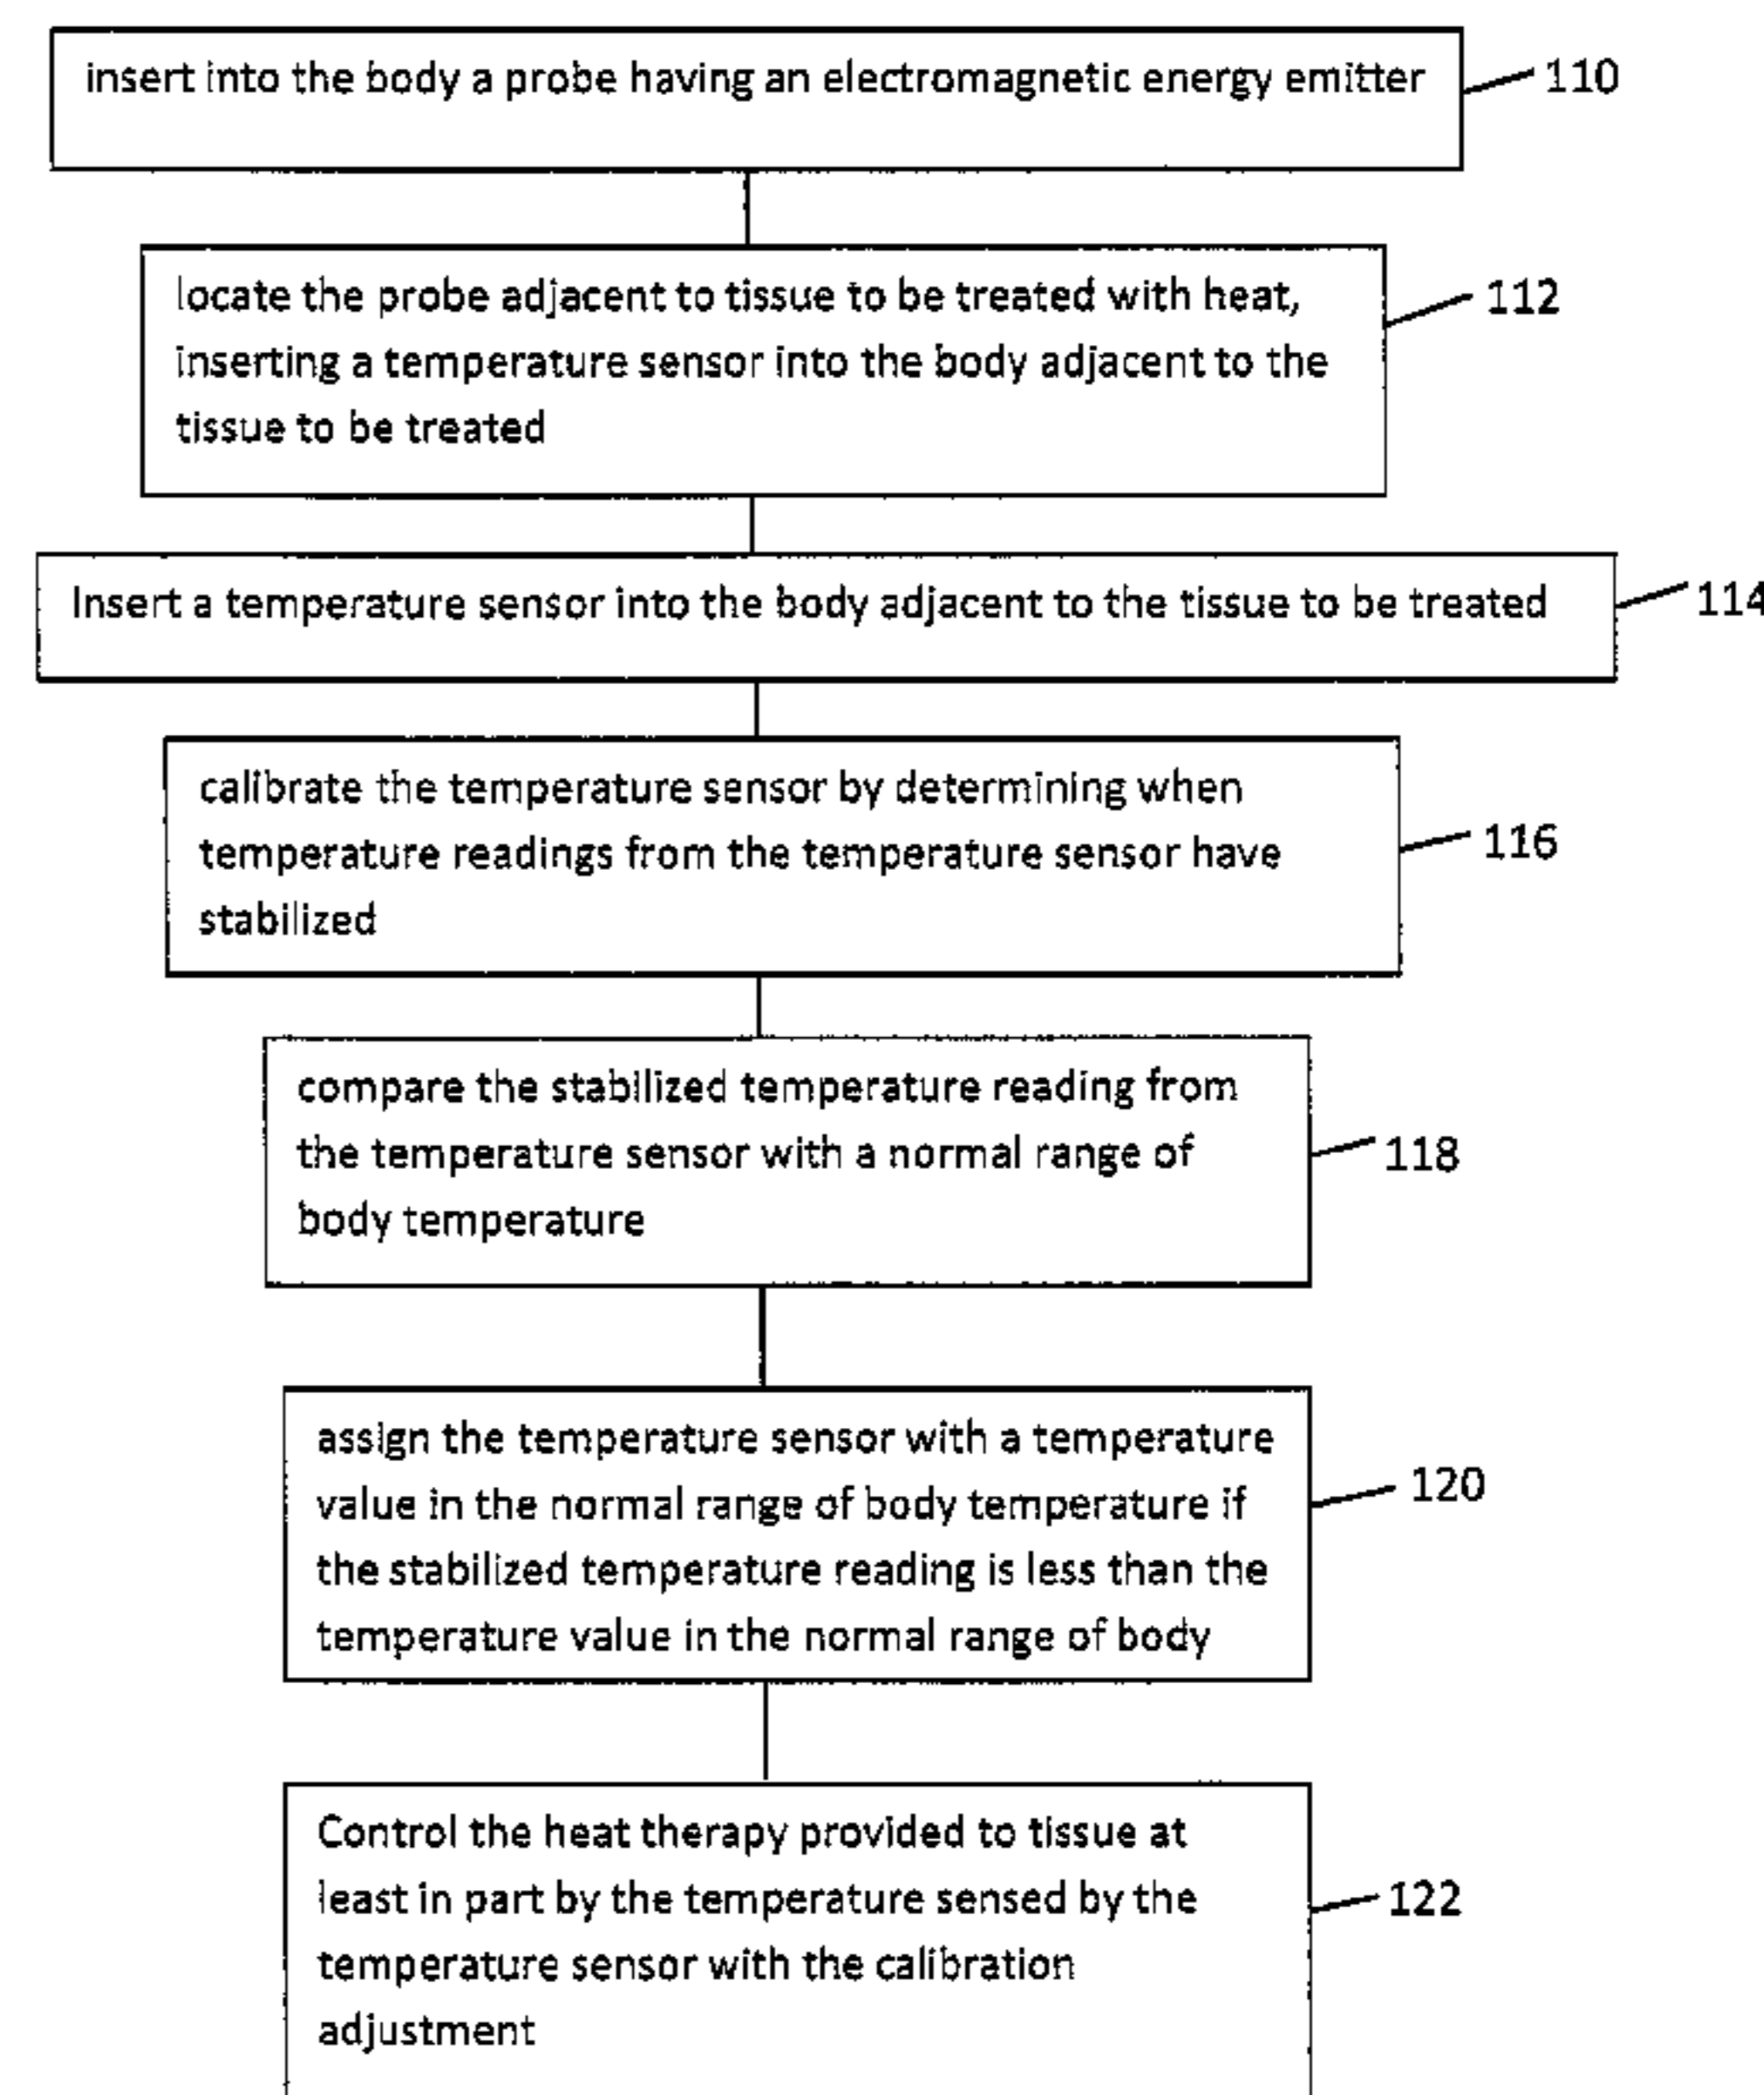 insert into the body a probe having an electromagnetic energy emitter
110
locate the probe adjacent to tissue to be treated with heat,
inserting a temperature sensor into the body adjacent to the
tissue to be treated
112
Insert a temperature sensor into the body adjacent to the tissue to be treated
114
calibrate the temperature sensor by determining when
temperature readings from the temperature sensor have
stabilized
116
compare the stabilized temperature reading from
the temperature sensor with a normal range of
body temperature
118
assign the temperature sensor with a temperature
value in the normal range of body temperature if
the stabilized temperature reading is less than the
temperature value in the normal range of body
120
Control the heat therapy provided to tissue at
least in part by the temperature sensed by the
temperature sensor with the calibration
adjustment
122